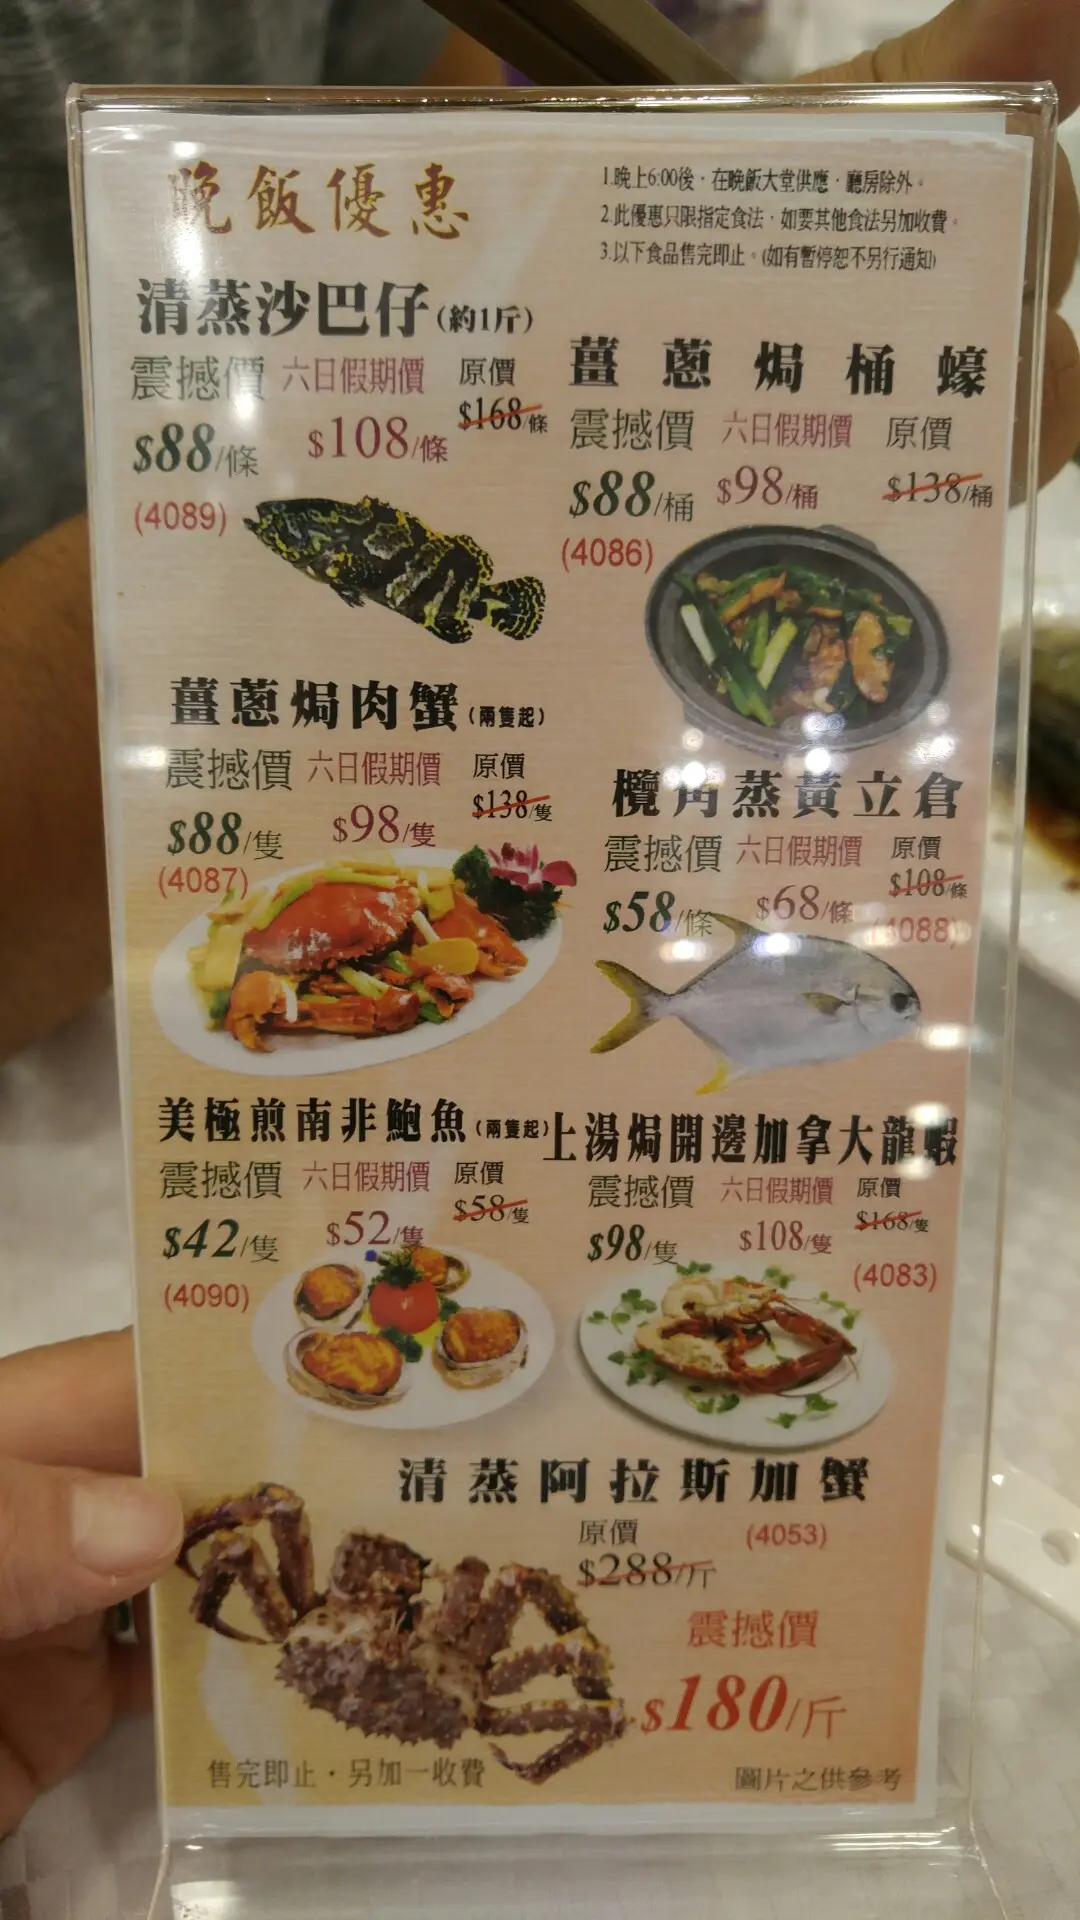 晚飯優惠
1.晚上6:00後，在晚飯大堂供應，廳房除外。
2.此優惠只限指定食法，如要其他食法另加收費。
3.以下食品售完即止。(如有暫停恕不另行通知)
清蒸沙巴仔(約1斤)
震撼價 六日假期價 原價
$88/條 $108/條 $168/條
(4089)
薑蔥焗桶蠔
震撼價 六日假期價 原價
$88/桶 $98/桶 $138/桶
(4086)
薑蔥焗肉蟹(兩隻起)
震撼價 六日假期價 原價
$88/隻 $98/隻 $138/隻
(4087)
欖角蒸黃立倉
震撼價 六日假期價 原價
$58/條 $68/條 $108/條
(4088)
美極煎南非鮑魚(兩隻起)
震撼價 六日假期價 原價
$42/隻 $52/隻 $58/隻
(4090)
上湯焗開邊加拿大龍蝦
震撼價 六日假期價 原價
$98/隻 $108/隻 $168/隻
(4083)
清蒸阿拉斯加蟹
原價 (4053)
$288/斤
震撼價
$180/斤
售完即止・另加一收費
圖片之供參考